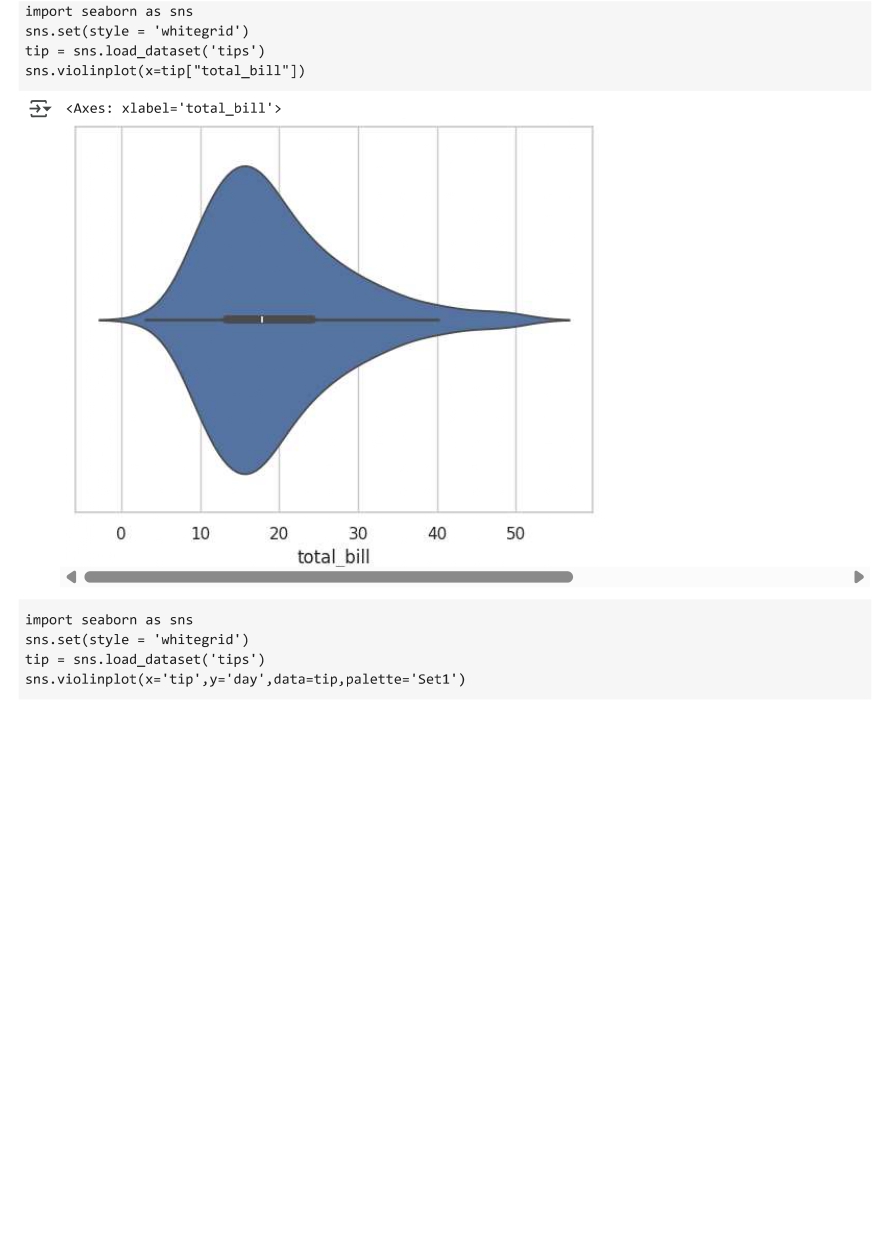 import seaborn as sns
sns.set(style = 'whitegrid')
tip = sns.load_dataset('tips')
sns.violinplot(x=tip["total_bill"])
<Axes: xlabel='total_bill'>
0 10 20 30 40 50
total_bill
import seaborn as sns
sns.set(style = 'whitegrid')
tip = sns.load_dataset('tips')
sns.violinplot(x='tip',y='day',data=tip,palette='Set1')